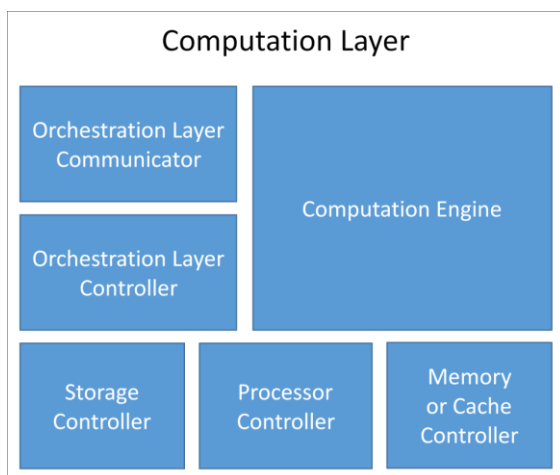 Computation Layer
Orchestration Layer
Communicator
Computation Engine
Orchestration Layer
Controller
Storage
Controller
Processor
Controller
Memory
or Cache
Controller